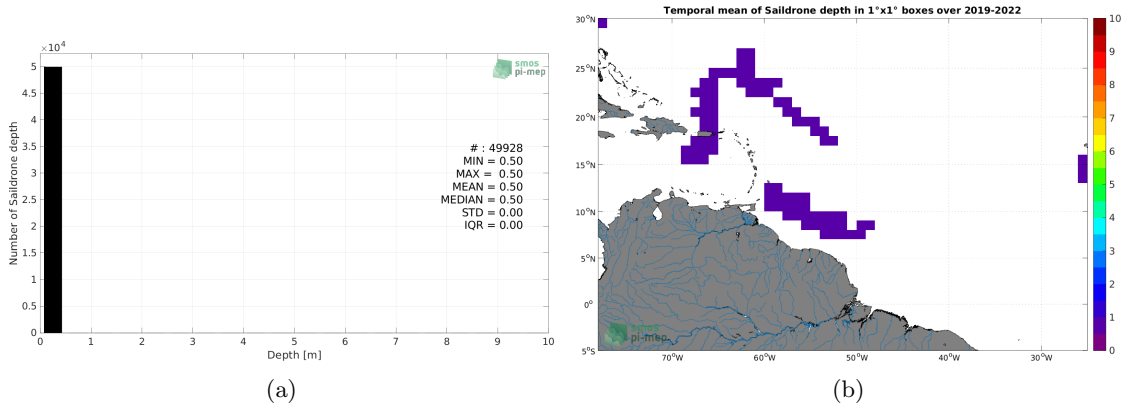 ×10⁴
5
4.5
4
3.5
3
2.5
2
1.5
1
0.5
0
Number of Saildrone depth
0 1 2 3 4 5 6 7 8 9 10
Depth [m]
smos
pi-mep
# : 49928
MIN = 0.50
MAX = 0.50
MEAN = 0.50
MEDIAN = 0.50
STD = 0.00
IQR = 0.00
(a)
Temporal mean of Saildrone depth in 1°x1° boxes over 2019-2022
30°N
25°N
20°N
15°N
10°N
5°N
0°
5°S
70°W 60°W 50°W 40°W 30°W
smos
pi-mep
10
9
8
7
6
5
4
3
2
1
0
(b)